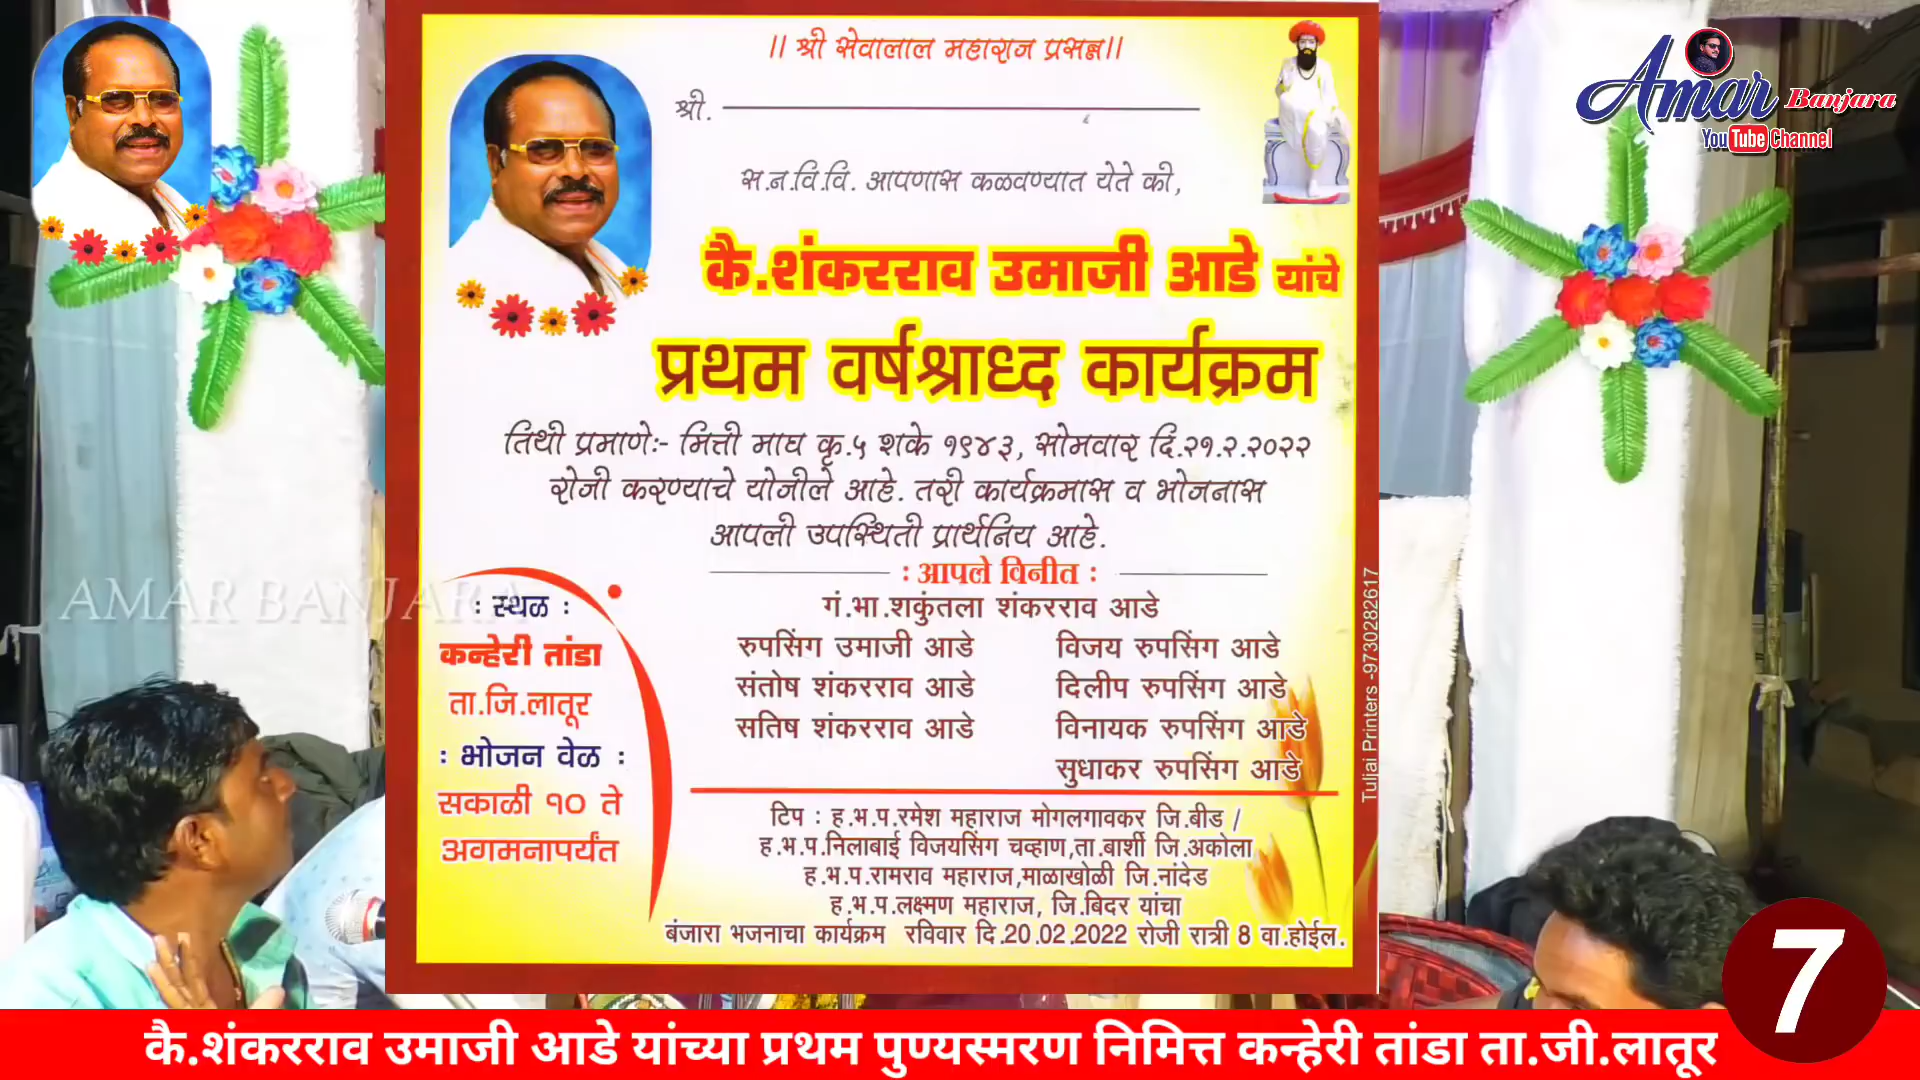 Amar Banjara
YouTube Channel
|| श्री सेवालाल महाराज प्रसन्न||
श्री.
स.न.वि.वि. आपणास कळवण्यात येते की,
कै.शंकरराव उमाजी आडे यांचे
प्रथम वर्षश्राध्द कार्यक्रम
तिथी प्रमाणे:- मित्ती माघ कृ.५ शके १९४३, सोमवार दि.२१.२.२०२२
रोजी करण्याचे योजीले आहे. तरी कार्यक्रमास व भोजनास
आपली उपस्थिती प्रार्थनिय आहे.
: आपले विनीत :
गं.भा.शकुंतला शंकरराव आडे
रुपसिंग उमाजी आडे विजय रुपसिंग आडे
संतोष शंकरराव आडे दिलीप रुपसिंग आडे
सतिष शंकरराव आडे विनायक रुपसिंग आडे
सुधाकर रुपसिंग आडे
AMAR BANJARA
: स्थळ :
कन्हेरी तांडा
ता.जि.लातूर
: भोजन वेळ :
सकाळी १० ते
अगमनापर्यंत
टिप : ह.भ.प.रमेश महाराज मोगलगावकर जि.बीड /
ह.भ.प.निलाबाई विजयसिंग चव्हाण,ता.बार्शी जि.अकोला
ह.भ.प.रामराव महाराज,माळाखोळी जि.नांदेड
ह.भ.प.लक्ष्मण महाराज, जि.बिदर यांचा
बंजारा भजनाचा कार्यक्रम रविवार दि.20.02.2022 रोजी रात्री 8 वा.होईल.
Tuljai Printers -9730282617
7
कै.शंकरराव उमाजी आडे यांच्या प्रथम पुण्यस्मरण निमित्त कन्हेरी तांडा ता.जी.लातूर